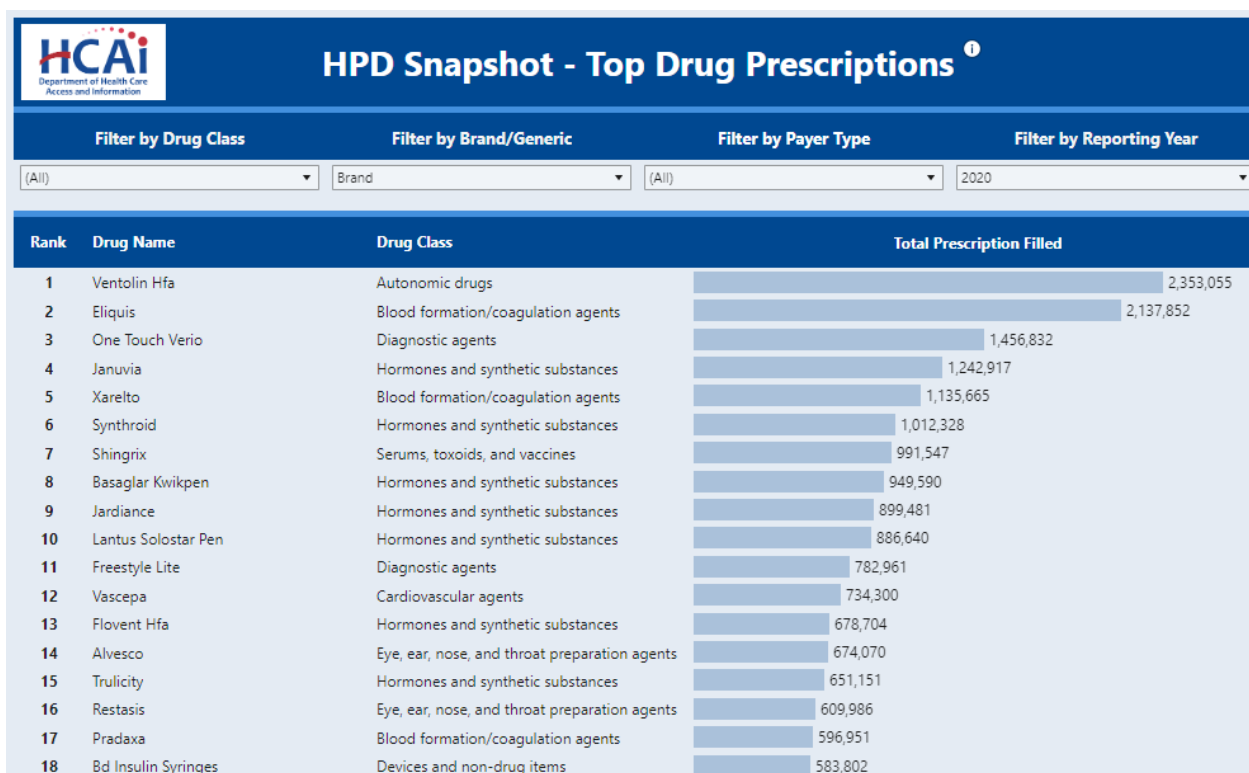 HCAi
Department of Health Care
Access and Information
HPD Snapshot - Top Drug Prescriptions i
Filter by Drug Class Filter by Brand/Generic Filter by Payer Type Filter by Reporting Year
(All) Brand (All) 2020
Rank Drug Name Drug Class Total Prescription Filled
1 Ventolin Hfa Autonomic drugs 2,353,055
2 Eliquis Blood formation/coagulation agents 2,137,852
3 One Touch Verio Diagnostic agents 1,456,832
4 Januvia Hormones and synthetic substances 1,242,917
5 Xarelto Blood formation/coagulation agents 1,135,665
6 Synthroid Hormones and synthetic substances 1,012,328
7 Shingrix Serums, toxoids, and vaccines 991,547
8 Basaglar Kwikpen Hormones and synthetic substances 949,590
9 Jardiance Hormones and synthetic substances 899,481
10 Lantus Solostar Pen Hormones and synthetic substances 886,640
11 Freestyle Lite Diagnostic agents 782,961
12 Vascepa Cardiovascular agents 734,300
13 Flovent Hfa Hormones and synthetic substances 678,704
14 Alvesco Eye, ear, nose, and throat preparation agents 674,070
15 Trulicity Hormones and synthetic substances 651,151
16 Restasis Eye, ear, nose, and throat preparation agents 609,986
17 Pradaxa Blood formation/coagulation agents 596,951
18 Bd Insulin Syringes Devices and non-drug items 583,802